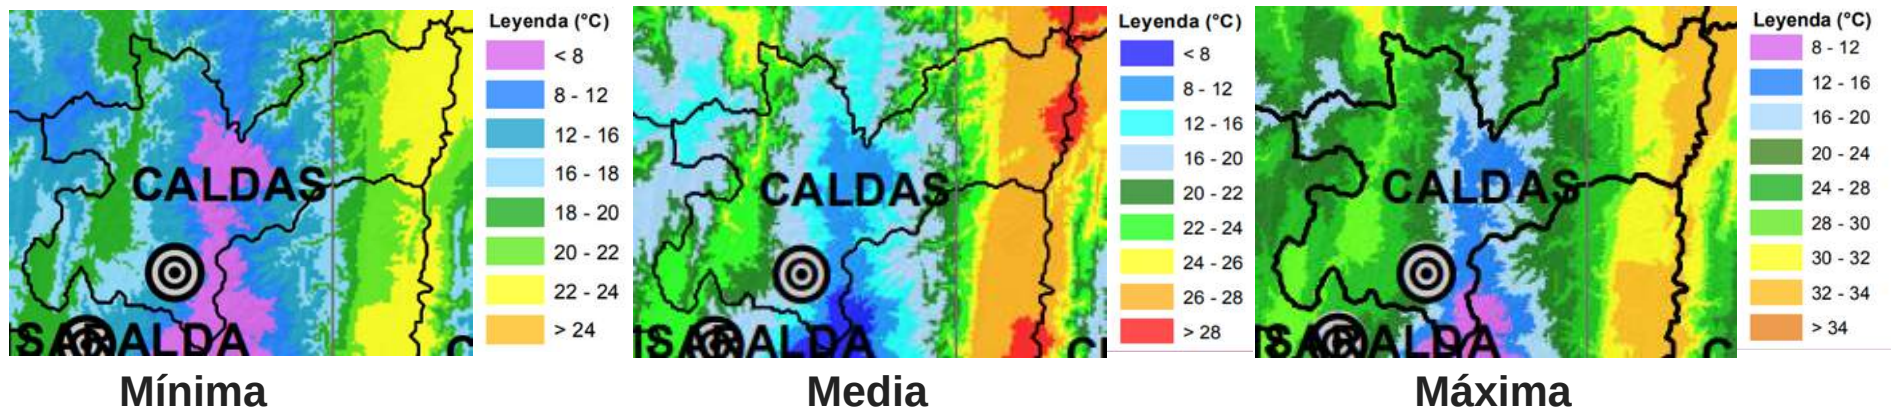 Leyenda (°C)
< 8
8 - 12
12 - 16
16 - 18
18 - 20
20 - 22
22 - 24
> 24
CALDAS
SARALDA
C
Mínima
Leyenda (°C)
< 8
8 - 12
12 - 16
16 - 20
20 - 22
22 - 24
24 - 26
26 - 28
> 28
CALDAS
ISARALDA
Media
Leyenda (°C)
8 - 12
12 - 16
16 - 20
20 - 24
24 - 28
28 - 30
30 - 32
32 - 34
> 34
CALDAS
SARALDA
C
Máxima